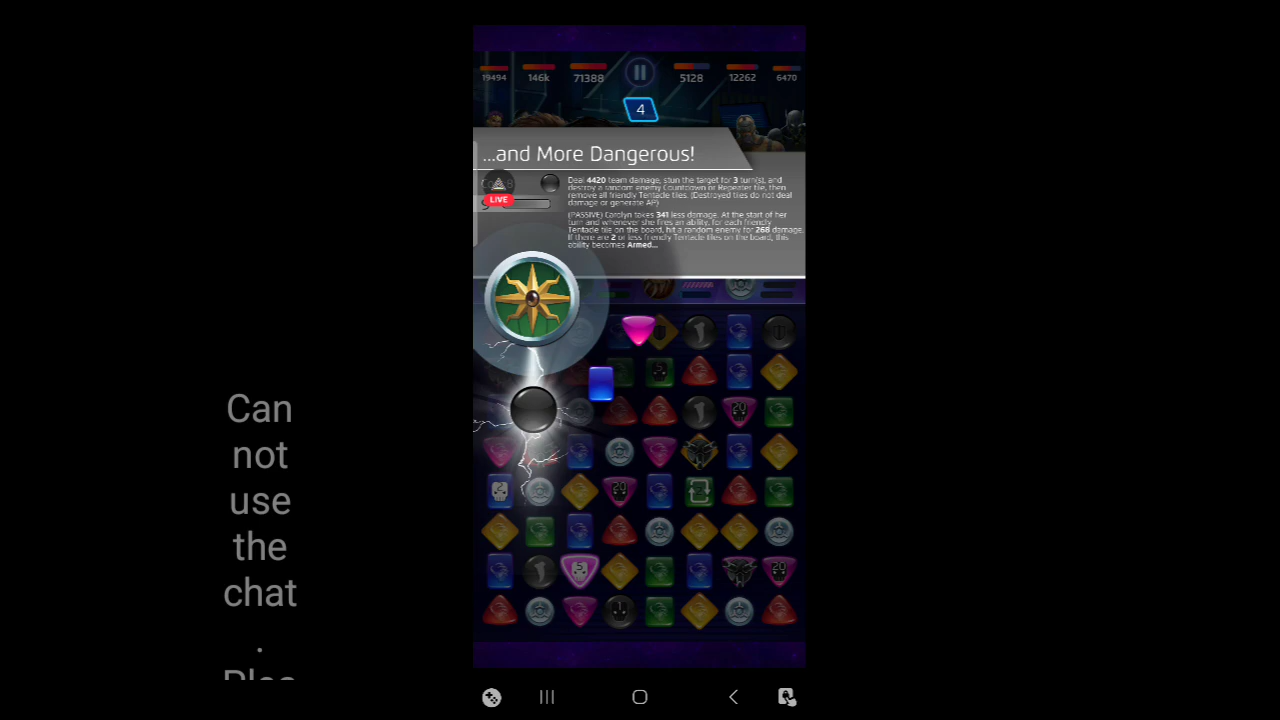 19494 146k 71388 5128 12262 6470
4
...and More Dangerous!
Deal 4420 team damage, stun the target for 3 turn(s), and
destroy a random enemy Countdown or Repeater tile, then
remove all friendly Tentacle tiles. (Destroyed tiles do not deal
damage or generate AP)
(PASSIVE) Carolyn takes 341 less damage. At the start of her
turn and whenever she fires an ability, for each friendly
Tentacle tile on the board, hit a random enemy for 268 damage.
If there are 2 or less friendly Tentacle tiles on the board, this
ability becomes Armed...
LIVE
5
20
2
20
5
20
1
Can
not
use
the
chat
.